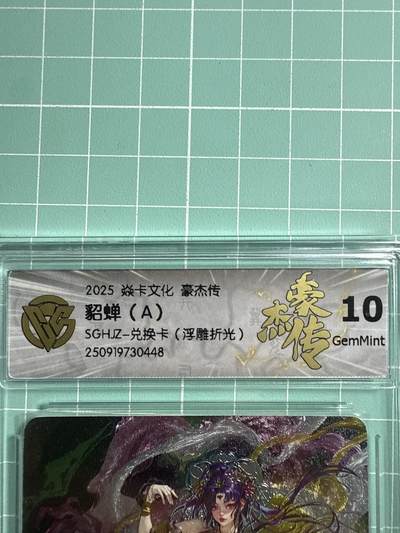 2025 焱卡文化 豪杰传
貂蝉（A）
SGHJZ-兑换卡（浮雕折光）
250919730448
豪杰传
10
GemMint